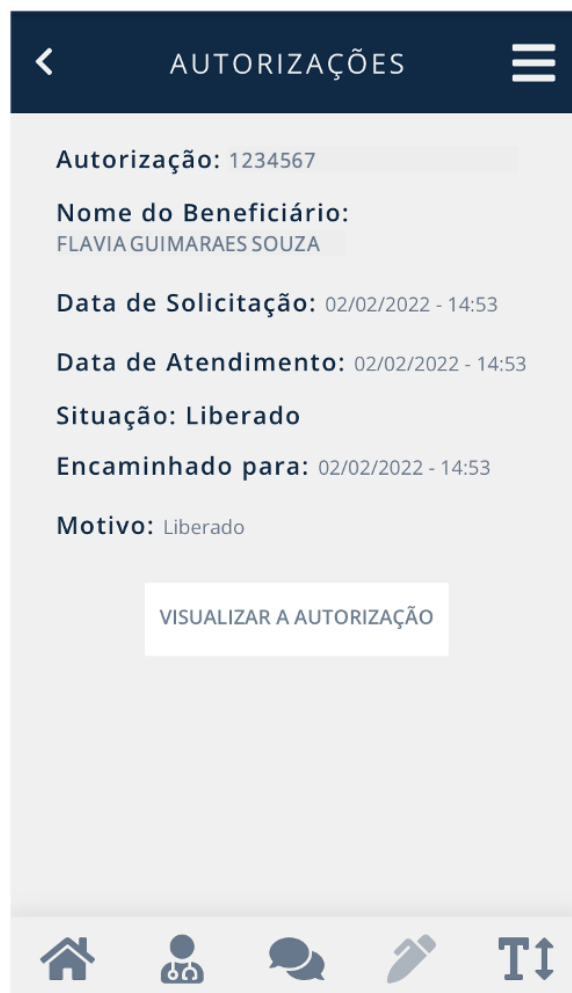 AUTORIZAÇÕES
Autorização: 1234567
Nome do Beneficiário:
FLAVIA GUIMARAES SOUZA
Data de Solicitação: 02/02/2022 - 14:53
Data de Atendimento: 02/02/2022 - 14:53
Situação: Liberado
Encaminhado para: 02/02/2022 - 14:53
Motivo: Liberado
VISUALIZAR A AUTORIZAÇÃO
T